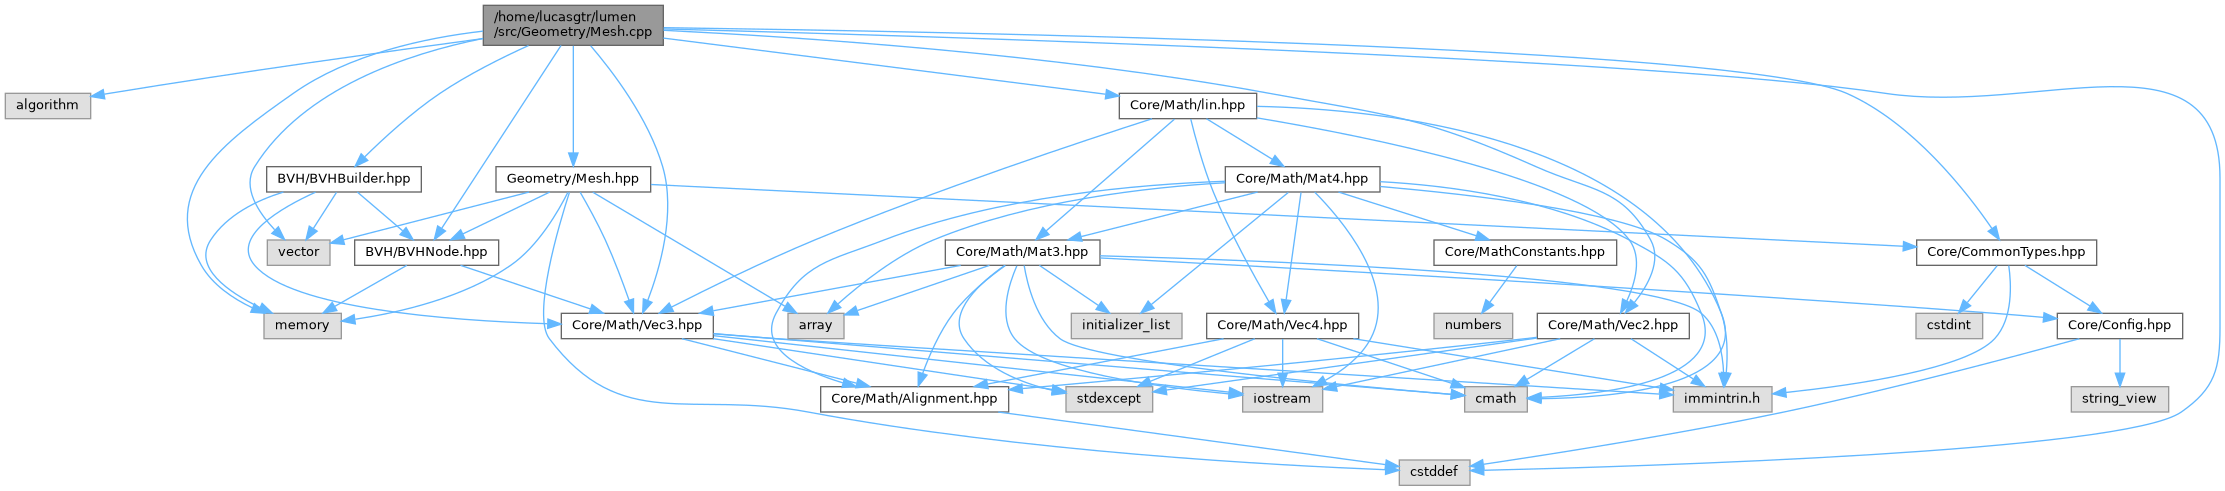 /home/lucasgtr/lumen
/src/Geometry/Mesh.cpp
algorithm
Core/Math/lin.hpp
BVH/BVHBuilder.hpp
Geometry/Mesh.hpp
Core/Math/Mat4.hpp
vector
BVH/BVHNode.hpp
Core/Math/Mat3.hpp
Core/MathConstants.hpp
Core/CommonTypes.hpp
memory
Core/Math/Vec3.hpp
array
initializer_list
Core/Math/Vec4.hpp
numbers
Core/Math/Vec2.hpp
cstdint
Core/Config.hpp
Core/Math/Alignment.hpp
stdexcept
iostream
cmath
immintrin.h
string_view
cstddef